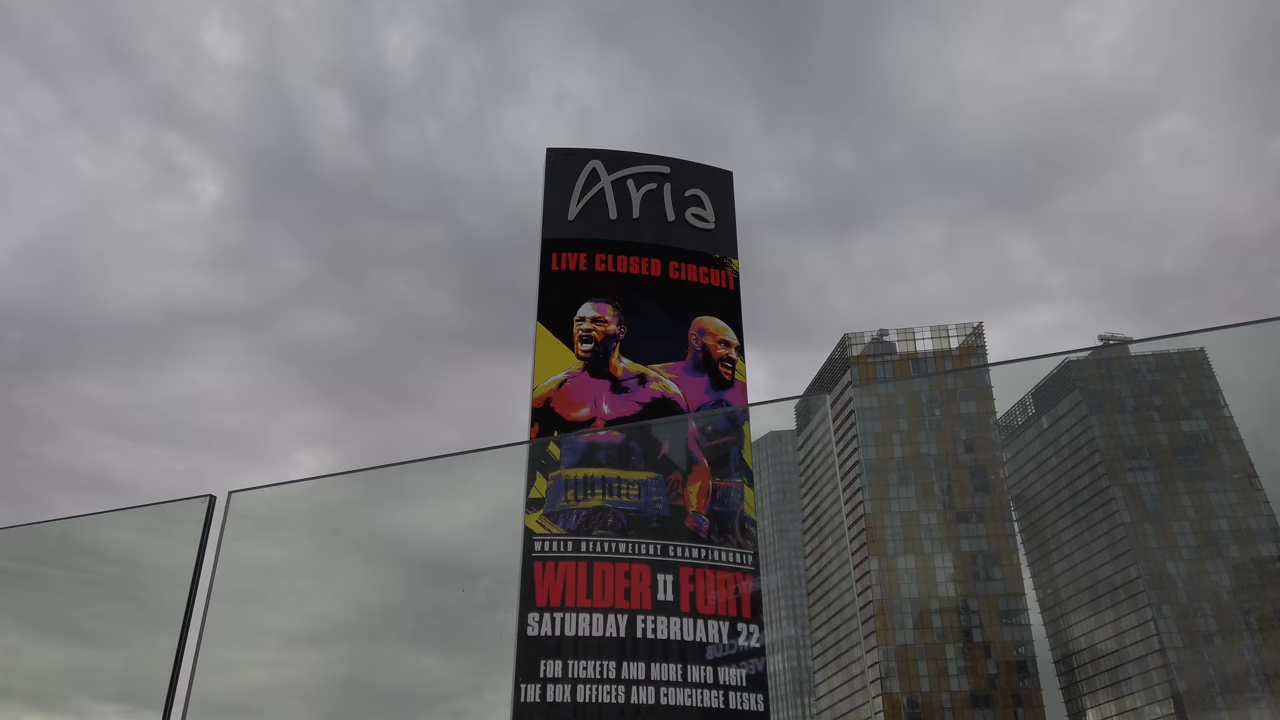 Aria
LIVE CLOSED CIRCUIT
WORLD HEAVYWEIGHT CHAMPIONSHIP
WILDER II FURY
SATURDAY FEBRUARY 22
FOR TICKETS AND MORE INFO VISIT
THE BOX OFFICES AND CONCIERGE DESKS